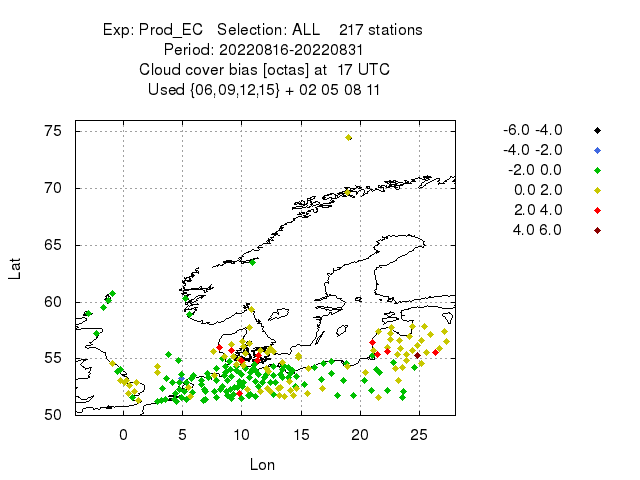 Exp: Prod_EC   Selection: ALL    217 stations
Period: 20220816-20220831
Cloud cover bias [octas] at  17 UTC
Used {06,09,12,15} + 02 05 08 11
-6.0 -4.0
-4.0 -2.0
-2.0 0.0
0.0 2.0
2.0 4.0
4.0 6.0
75
70
65
60
55
50
Lat
0 5 10 15 20 25
Lon